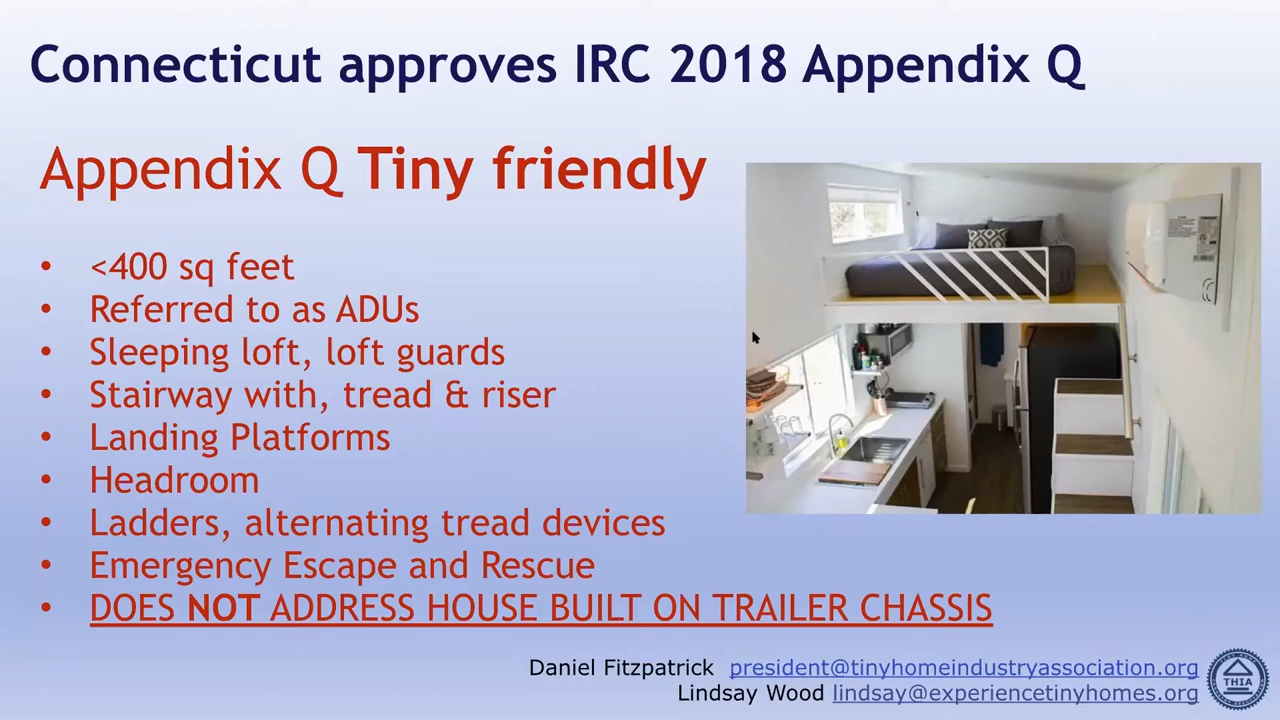 Connecticut approves IRC 2018 Appendix Q
Appendix Q Tiny friendly
• <400 sq feet
• Referred to as ADUs
• Sleeping loft, loft guards
• Stairway with, tread & riser
• Landing Platforms
• Headroom
• Ladders, alternating tread devices
• Emergency Escape and Rescue
• DOES NOT ADDRESS HOUSE BUILT ON TRAILER CHASSIS
Daniel Fitzpatrick president@tinyhomeindustryassociation.org
Lindsay Wood lindsay@experiencetinyhomes.org
THIA